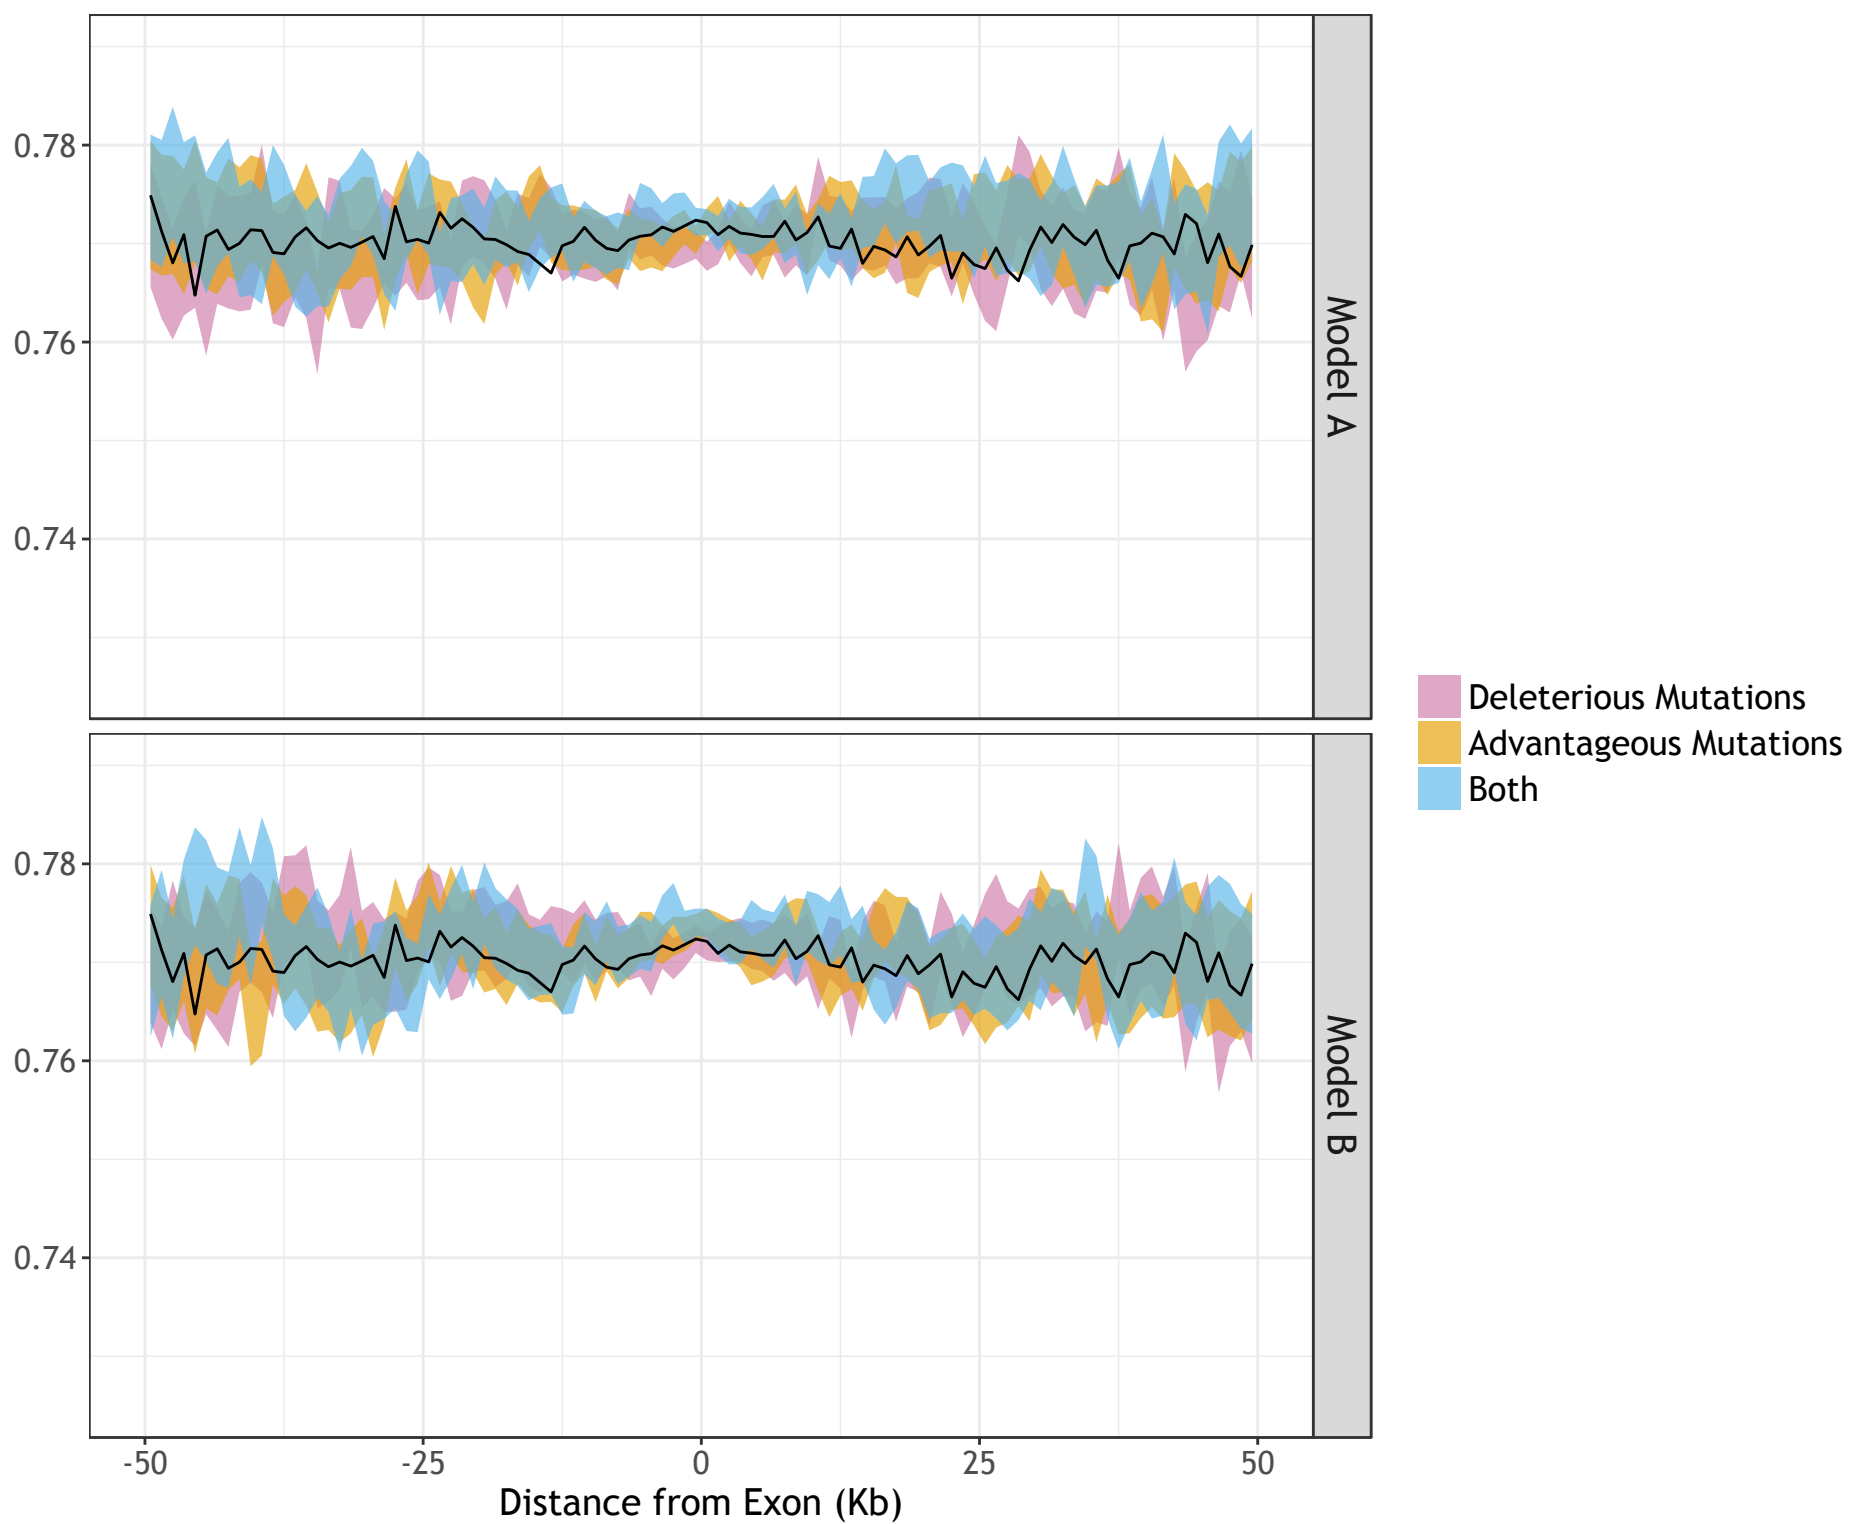 0.78
0.76
0.74
Model A
0.78
0.76
0.74
Model B
-50
-25
0
25
50
Distance from Exon (Kb)
Deleterious Mutations
Advantageous Mutations
Both